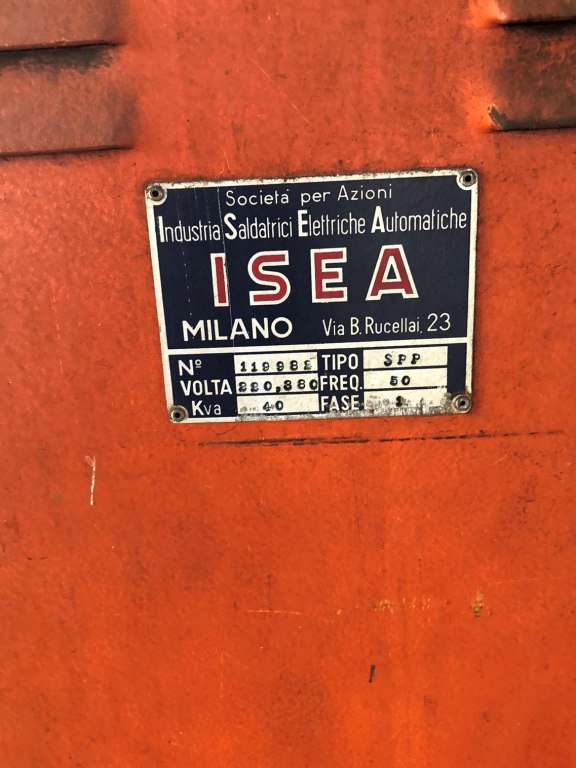 Società per Azioni
Industria Saldatrici Elettriche Automatiche
ISEA
MILANO Via B. Rucellai, 23
N° TIPO SPP
VOLTA 220,380 FREQ. 50
Kva 40 FASE